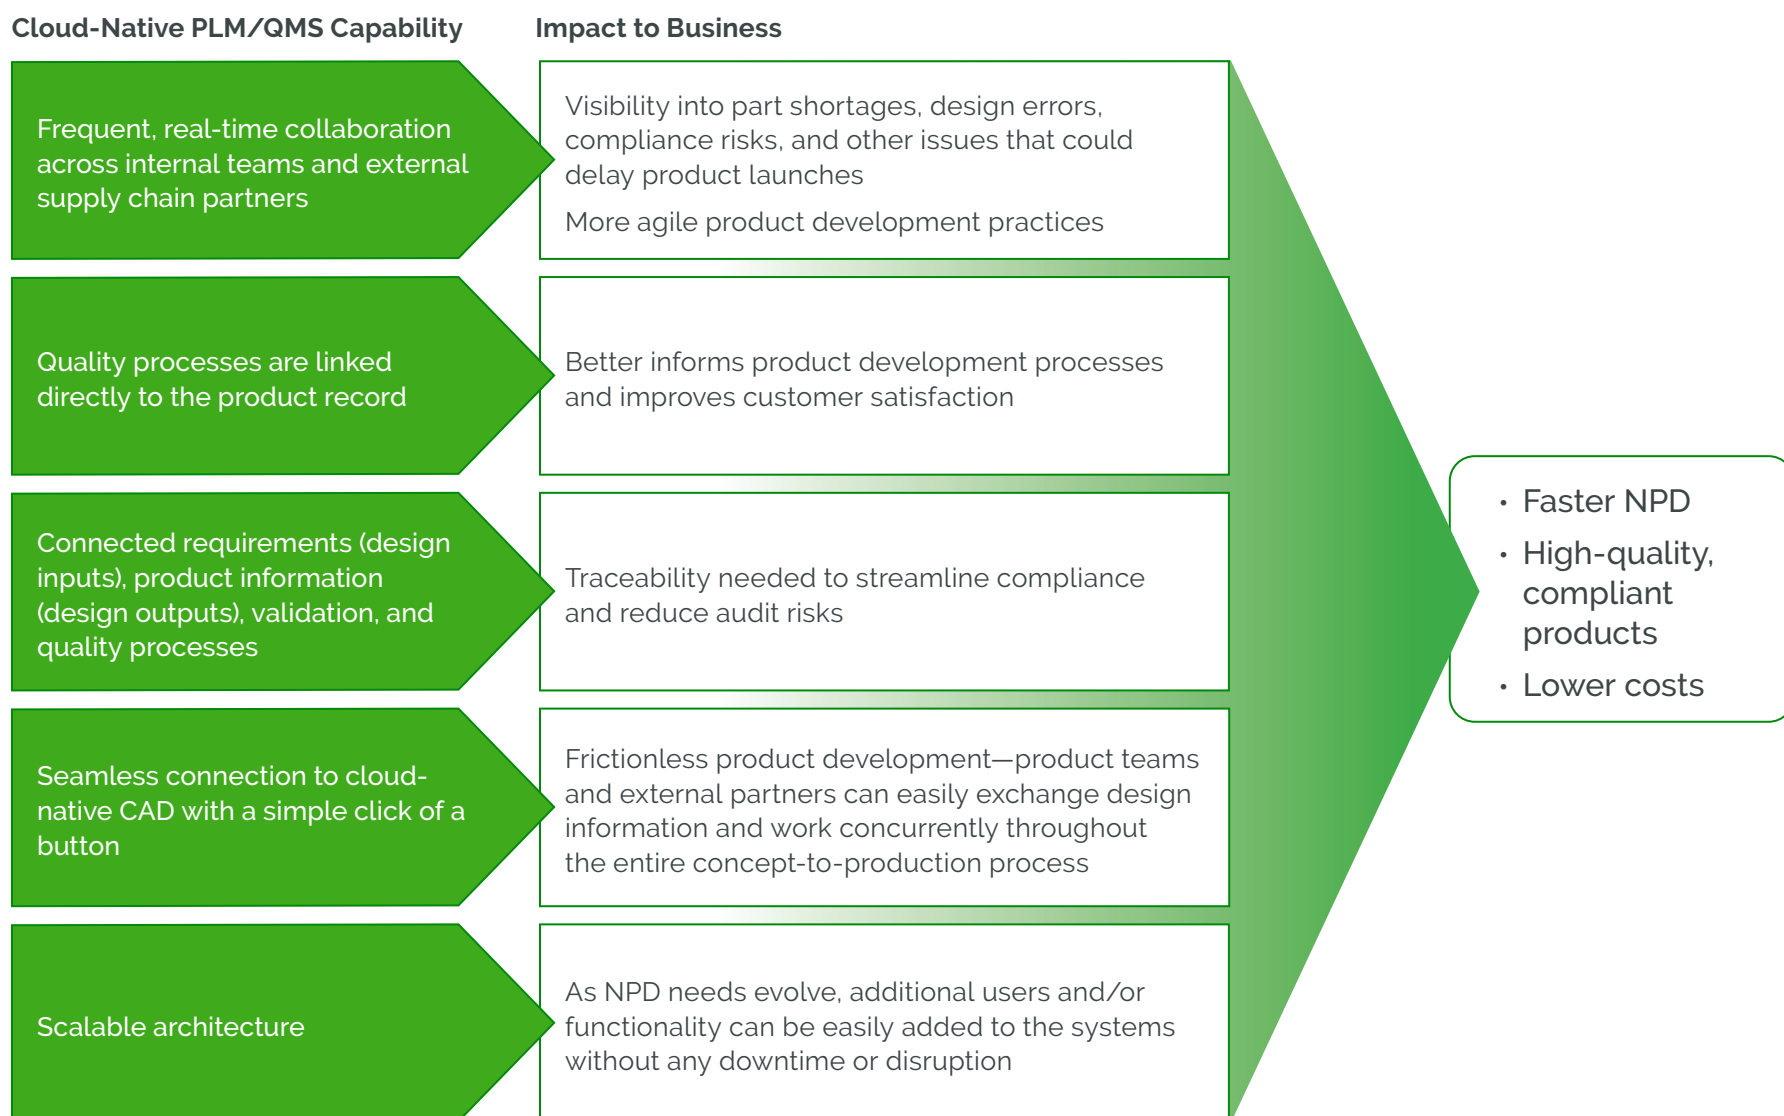 Cloud-Native PLM/QMS Capability
Impact to Business
Frequent, real-time collaboration
across internal teams and external
supply chain partners
Visibility into part shortages, design errors,
compliance risks, and other issues that could
delay product launches
More agile product development practices
Quality processes are linked
directly to the product record
Better informs product development processes
and improves customer satisfaction
Connected requirements (design
inputs), product information
(design outputs), validation, and
quality processes
Traceability needed to streamline compliance
and reduce audit risks
Seamless connection to cloud-
native CAD with a simple click of a
button
Frictionless product development—product teams
and external partners can easily exchange design
information and work concurrently throughout
the entire concept-to-production process
Scalable architecture
As NPD needs evolve, additional users and/or
functionality can be easily added to the systems
without any downtime or disruption
• Faster NPD
• High-quality,
compliant
products
• Lower costs